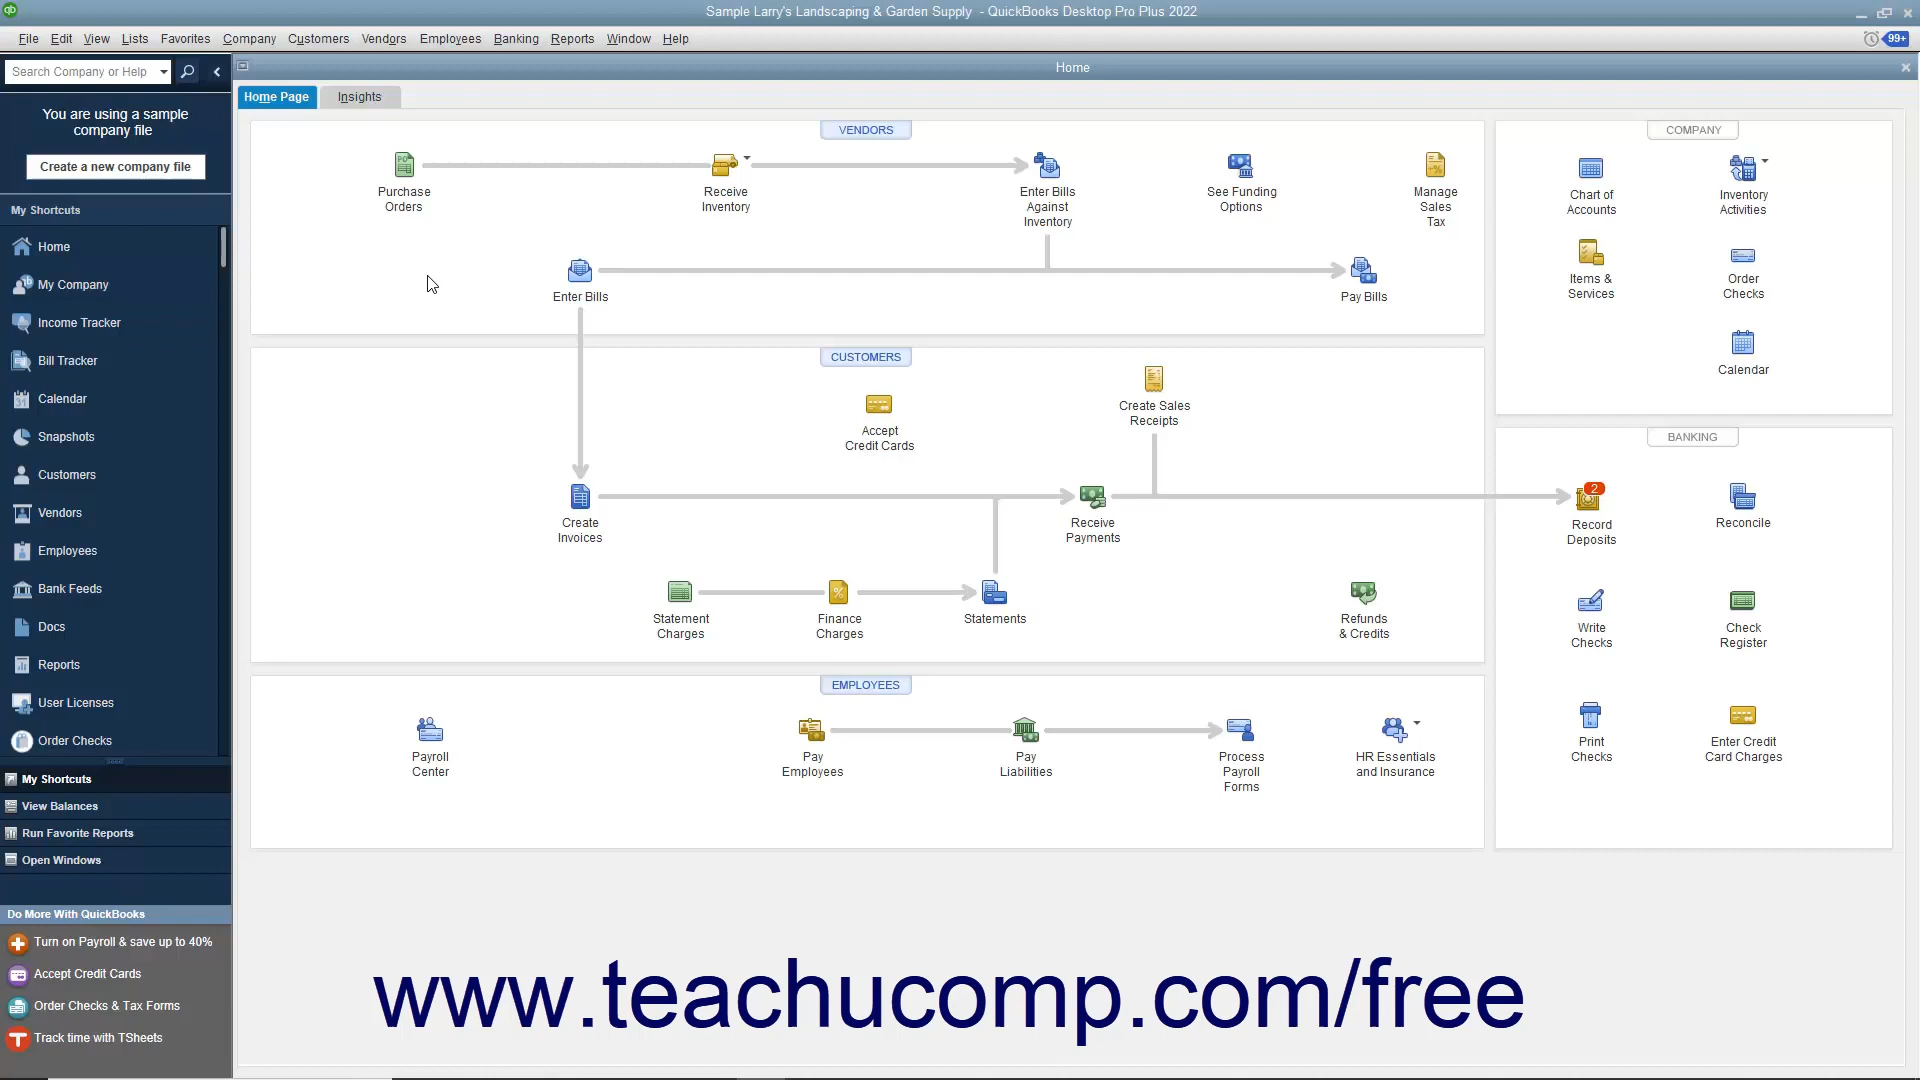 qb
Sample Larry's Landscaping & Garden Supply - QuickBooks Desktop Pro Plus 2022
File Edit View Lists Favorites Company Customers Vendors Employees Banking Reports Window Help
99+
Search Company or Help
Home
Home Page
Insights
You are using a sample
company file
Create a new company file
My Shortcuts
Home
My Company
Income Tracker
Bill Tracker
31
Calendar
Snapshots
Customers
Vendors
Employees
Bank Feeds
Docs
Reports
User Licenses
Order Checks
My Shortcuts
View Balances
Run Favorite Reports
Open Windows
Do More With QuickBooks
Turn on Payroll & save up to 40%
Accept Credit Cards
Order Checks & Tax Forms
Track time with TSheets
VENDORS
PO
Purchase
Orders
Receive
Inventory
Enter Bills
Against
Inventory
See Funding
Options
Manage
Sales
Tax
Enter Bills
Pay Bills
CUSTOMERS
Accept
Credit Cards
Create Sales
Receipts
Create
Invoices
Receive
Payments
Statement
Charges
%
Finance
Charges
Statements
Refunds
& Credits
EMPLOYEES
Payroll
Center
Pay
Employees
Pay
Liabilities
Process
Payroll
Forms
HR Essentials
and Insurance
COMPANY
Chart of
Accounts
Inventory
Activities
Items &
Services
Order
Checks
Calendar
BANKING
2
Record
Deposits
Reconcile
Write
Checks
Check
Register
Print
Checks
Enter Credit
Card Charges
www.teachucomp.com/free